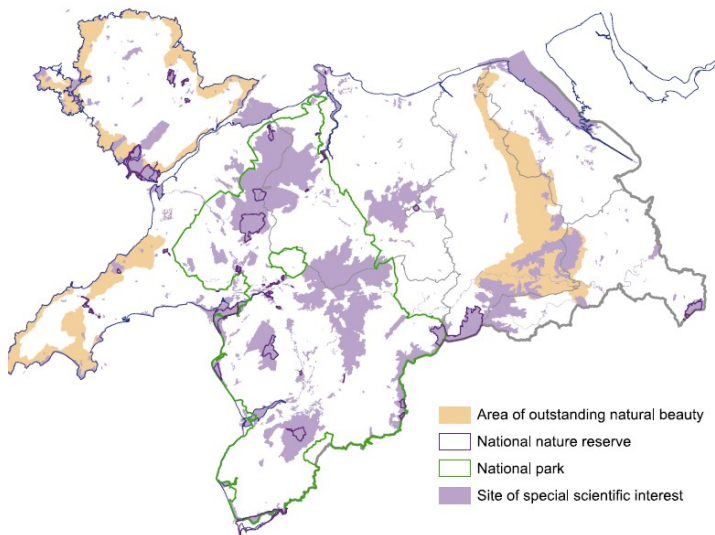 Area of outstanding natural beauty
National nature reserve
National park
Site of special scientific interest